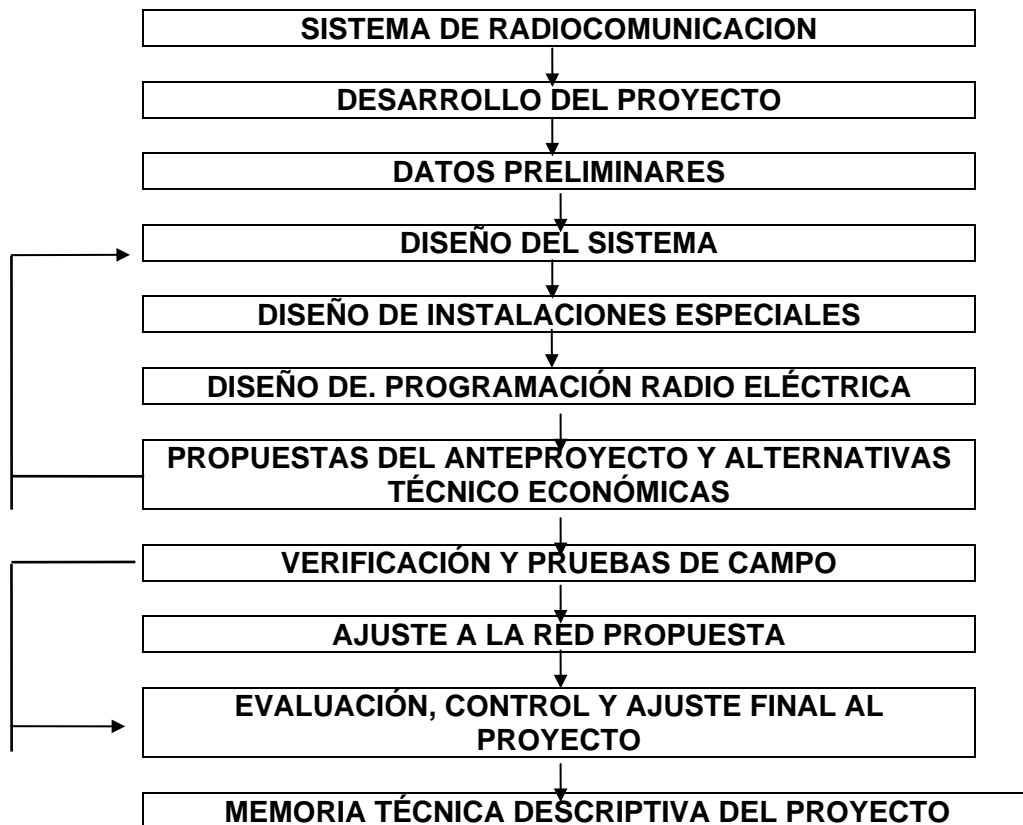 SISTEMA DE RADIOCOMUNICACION
DESARROLLO DEL PROYECTO
DATOS PRELIMINARES
DISEÑO DEL SISTEMA
DISEÑO DE INSTALACIONES ESPECIALES
DISEÑO DE. PROGRAMACIÓN RADIO ELÉCTRICA
PROPUESTAS DEL ANTEPROYECTO Y ALTERNATIVAS
TÉCNICO ECONÓMICAS
VERIFICACIÓN Y PRUEBAS DE CAMPO
AJUSTE A LA RED PROPUESTA
EVALUACIÓN, CONTROL Y AJUSTE FINAL AL
PROYECTO
MEMORIA TÉCNICA DESCRIPTIVA DEL PROYECTO